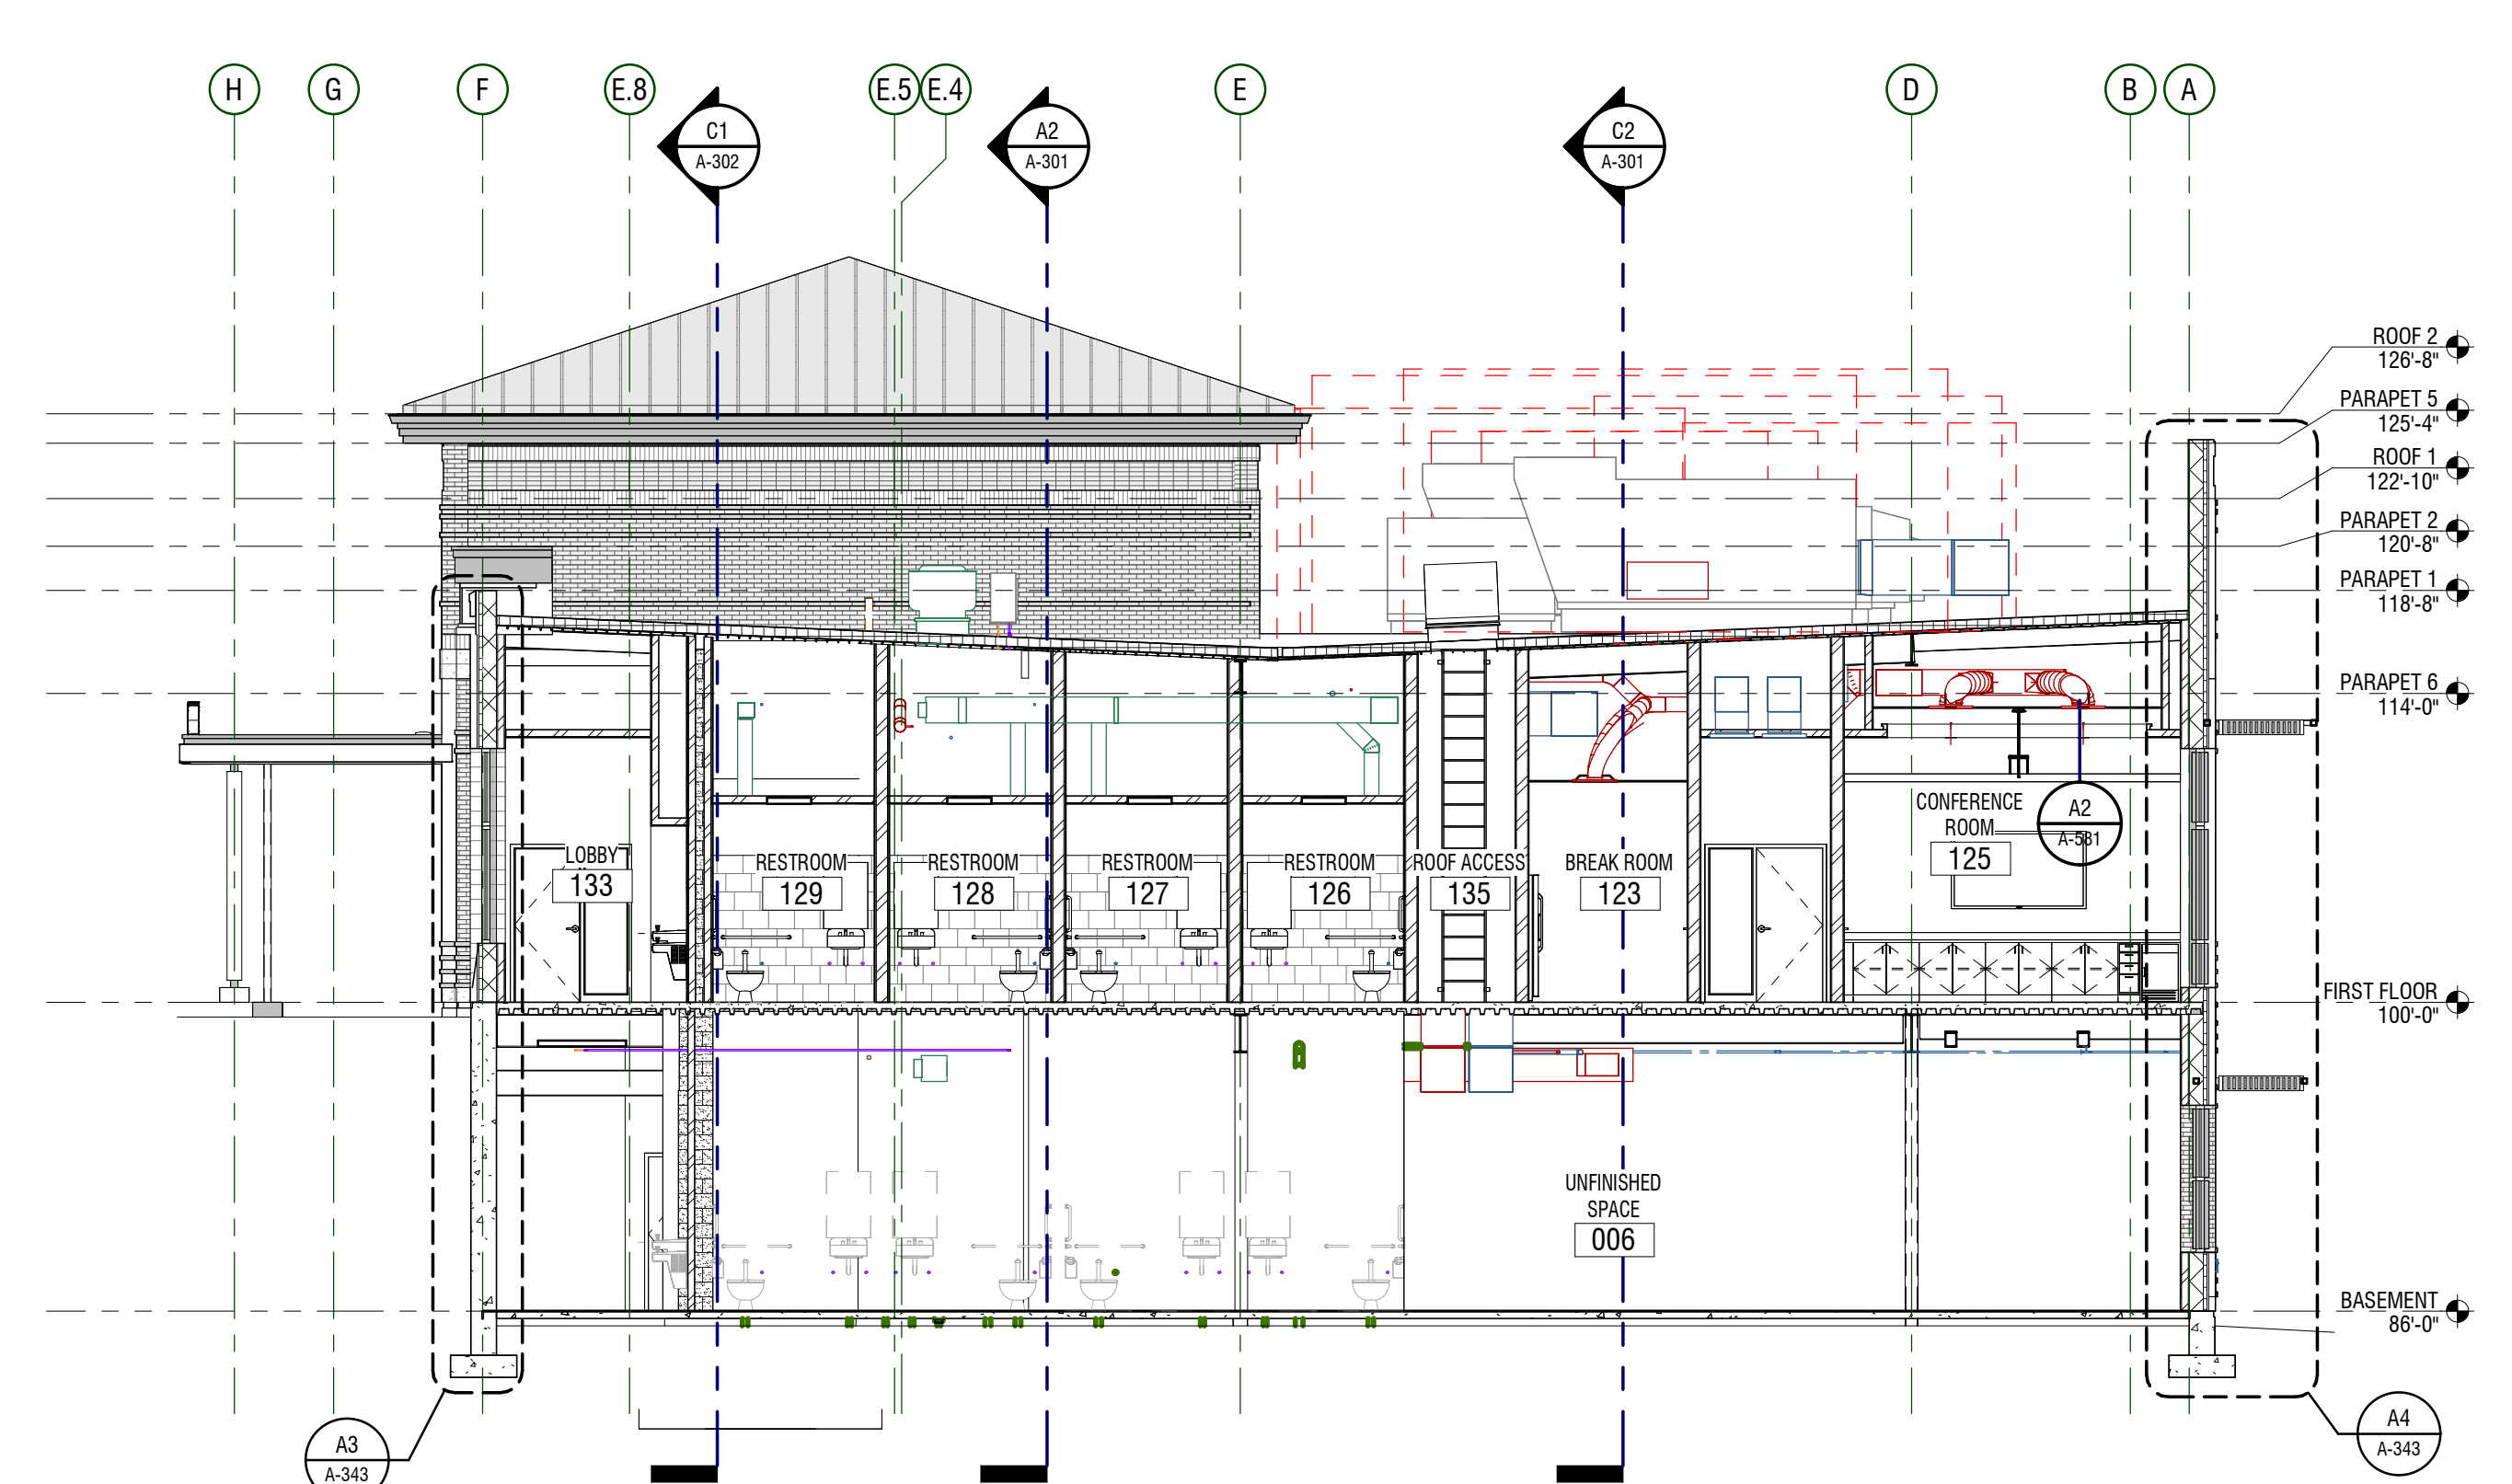 H
G
F
E.8
E.5
E.4
E
D
B
A
C1
A-302
A2
A-301
C2
A-301
ROOF 2
126'-8"
PARAPET 5
125'-4"
ROOF 1
122'-10"
PARAPET 2
120'-8"
PARAPET 1
118'-8"
PARAPET 6
114'-0"
CONFERENCE
ROOM
125
A2
A-531
LOBBY
133
RESTROOM
129
RESTROOM
128
RESTROOM
127
RESTROOM
126
ROOF ACCESS
135
BREAK ROOM
123
FIRST FLOOR
100'-0"
UNFINISHED
SPACE
006
BASEMENT
86'-0"
A3
A-343
A4
A-343